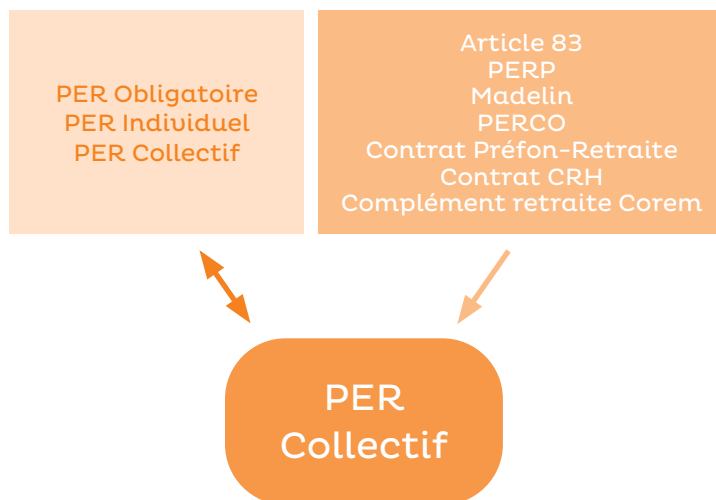 PER Obligatoire
PER Individuel
PER Collectif
Article 83
PERP
Madelin
PERCO
Contrat Préfon-Retraite
Contrat CRH
Complément retraite Corem
PER
Collectif